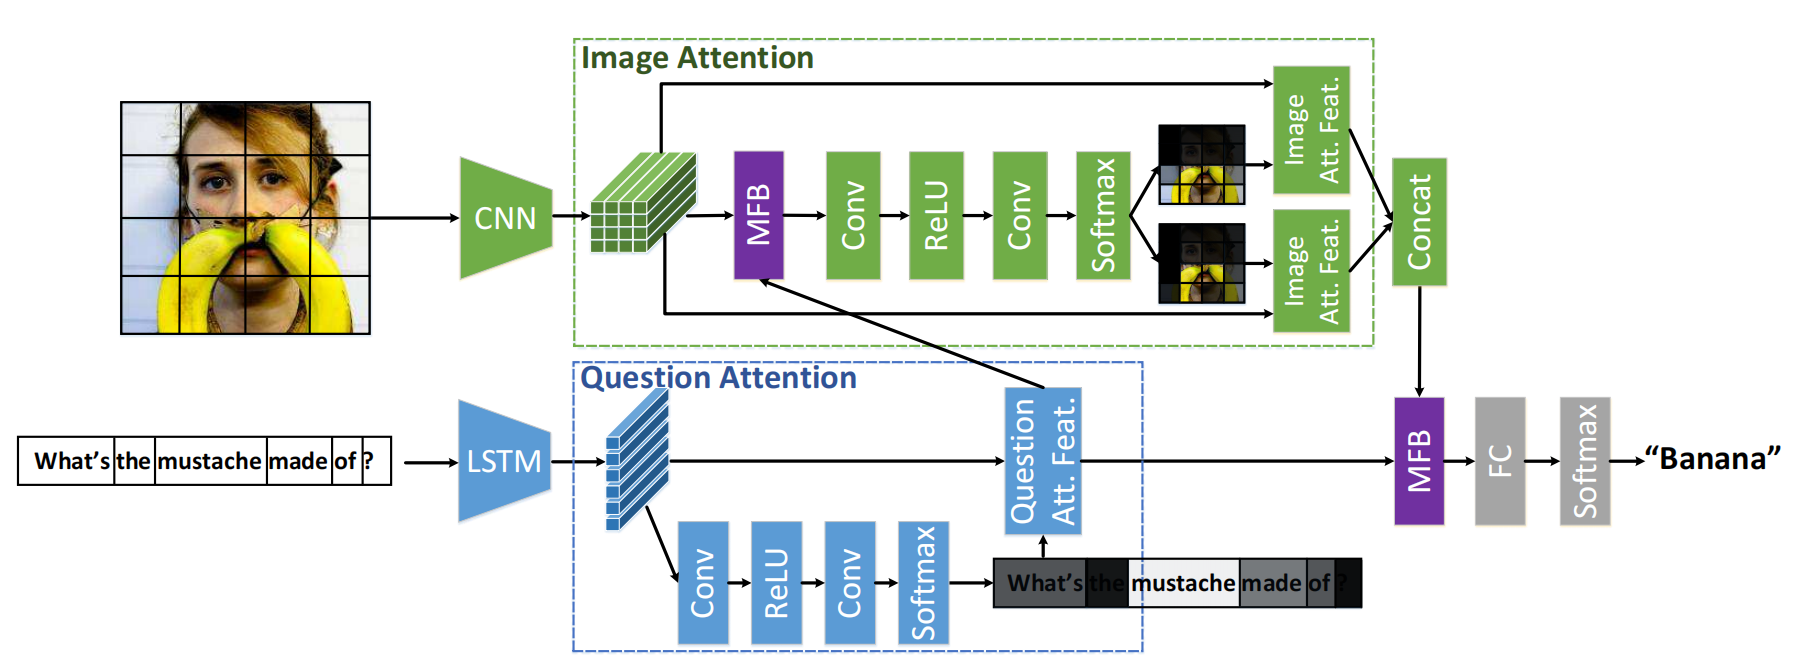 Image Attention
CNN
MFB
Conv
ReLU
Conv
Softmax
Image
Att. Feat.
Image
Att. Feat.
Concat
Question Attention
What's the mustache made of ?
LSTM
Conv
ReLU
Conv
Softmax
Question
Att. Feat.
What's the mustache made of ?
MFB
FC
Softmax
“Banana”